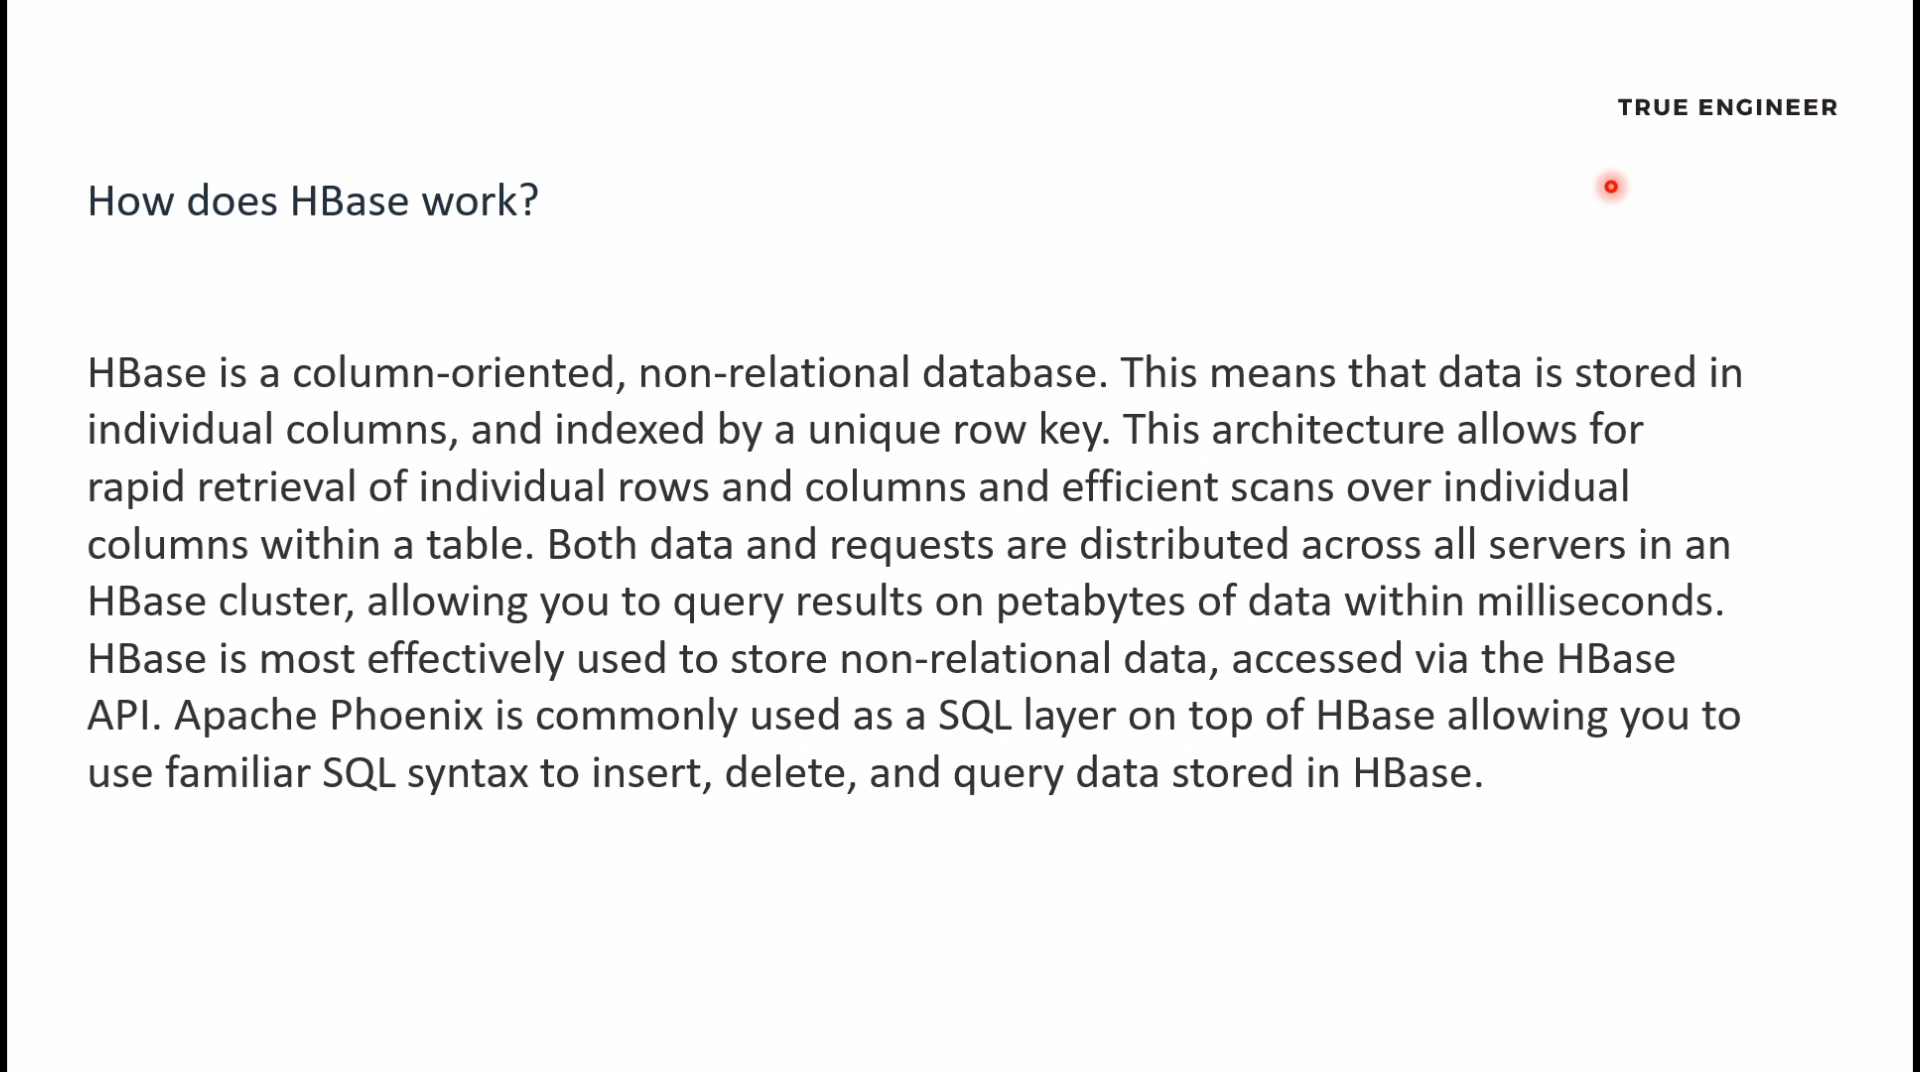 TRUE ENGINEER
How does HBase work?
HBase is a column-oriented, non-relational database. This means that data is stored in
individual columns, and indexed by a unique row key. This architecture allows for
rapid retrieval of individual rows and columns and efficient scans over individual
columns within a table. Both data and requests are distributed across all servers in an
HBase cluster, allowing you to query results on petabytes of data within milliseconds.
HBase is most effectively used to store non-relational data, accessed via the HBase
API. Apache Phoenix is commonly used as a SQL layer on top of HBase allowing you to
use familiar SQL syntax to insert, delete, and query data stored in HBase.